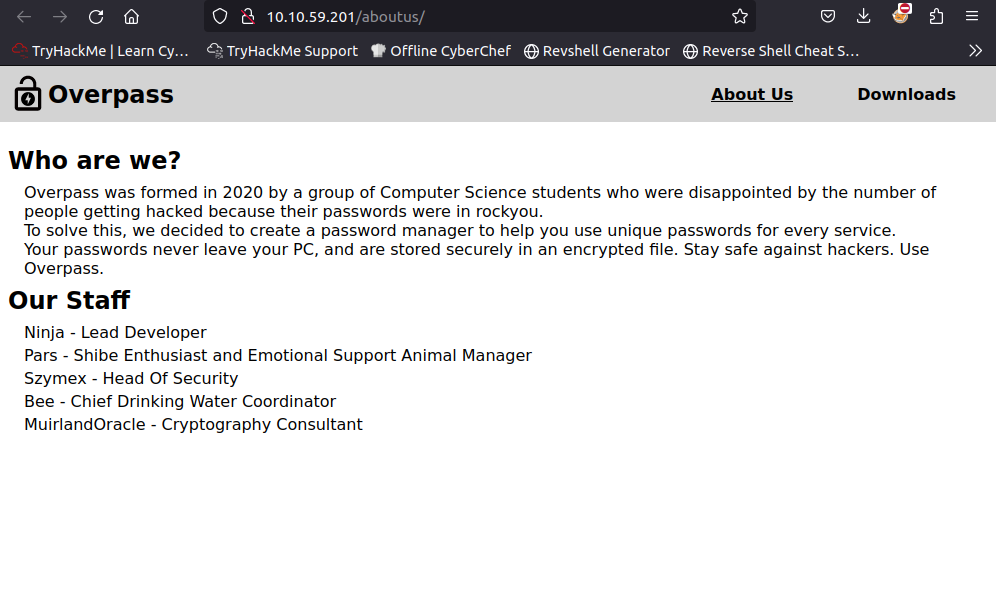 10.10.59.201/aboutus/
TryHackMe | Learn Cy… TryHackMe Support Offline CyberChef Revshell Generator Reverse Shell Cheat S…
Overpass About Us Downloads
Who are we?
Overpass was formed in 2020 by a group of Computer Science students who were disappointed by the number of
people getting hacked because their passwords were in rockyou.
To solve this, we decided to create a password manager to help you use unique passwords for every service.
Your passwords never leave your PC, and are stored securely in an encrypted file. Stay safe against hackers. Use
Overpass.
Our Staff
Ninja - Lead Developer
Pars - Shibe Enthusiast and Emotional Support Animal Manager
Szymex - Head Of Security
Bee - Chief Drinking Water Coordinator
MuirlandOracle - Cryptography Consultant